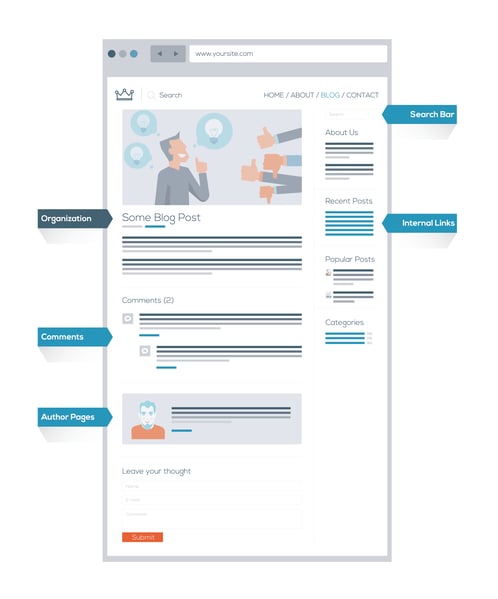 www.yoursite.com
Search
HOME / ABOUT / BLOG / CONTACT
Search
Search Bar
About Us
Recent Posts
Organization
Some Blog Post
Internal Links
Popular Posts
Comments (2)
Categories
Comments
Author Pages
Leave your thought
Name
E-mail
Submit